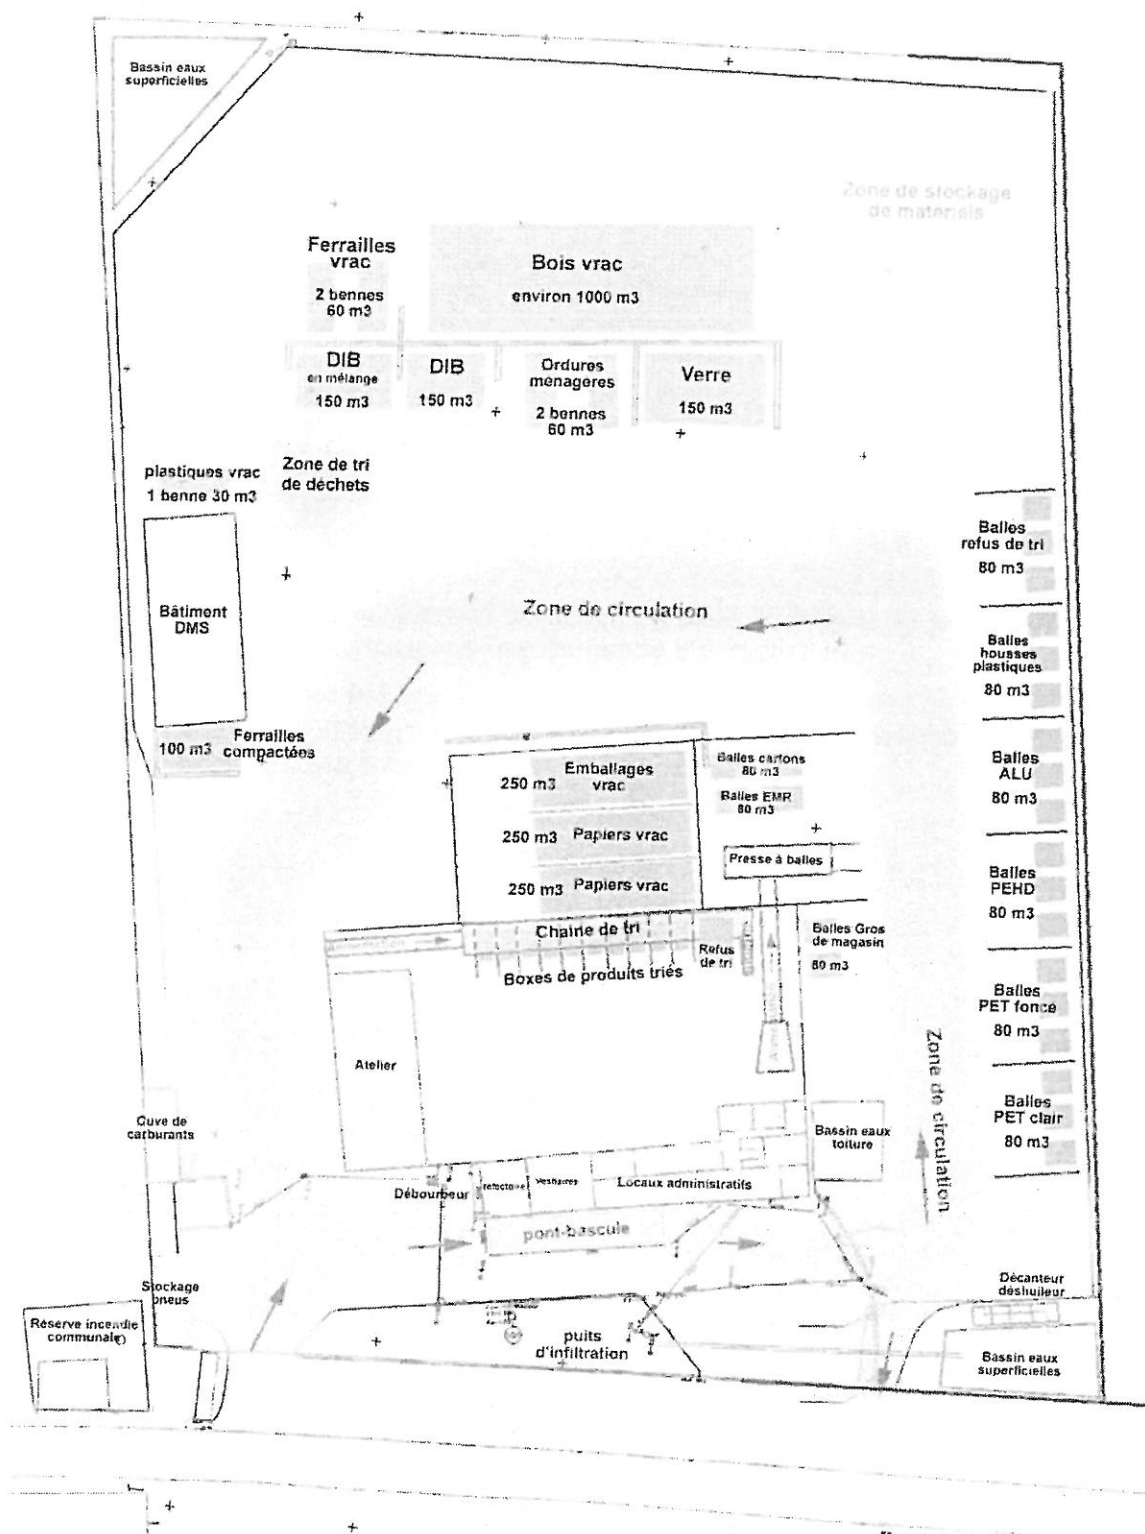 Bassin eaux
superficielles
Zone de stockage
de materiels
Ferrailles
vrac
2 bennes
60 m3
Bois vrac
environ 1000 m3
DIB
en mélange
150 m3
DIB
150 m3
Ordures
menageres
2 bennes
60 m3
Verre
150 m3
plastiques vrac
1 benne 30 m3
Zone de tri
de déchets
Balles
refus de tri
80 m3
Bâtiment
DMS
Zone de circulation
Balles
housses
plastiques
80 m3
100 m3
Ferrailles
compactées
Balles
ALU
80 m3
250 m3
Emballages
vrac
Balles cartons
80 m3
Balles EMR
80 m3
250 m3 Papiers vrac
Presse à balles
250 m3 Papiers vrac
Balles
PEHD
80 m3
Chaine de tri
Refus
de tri
Boxes de produits triés
Balles Gros
de magasin
80 m3
Balles
PET foncé
80 m3
Atelier
Zone de circulation
Balles
PET clair
80 m3
Cuve de
carburants
Bassin eaux
toiture
Débourbeur
refectoire
Vestiaires
Locaux administratifs
pont-bascule
Stockage
pneus
Décanteur
déshuileur
Réserve incendie
communale
puits
d'infiltration
Bassin eaux
superficielles